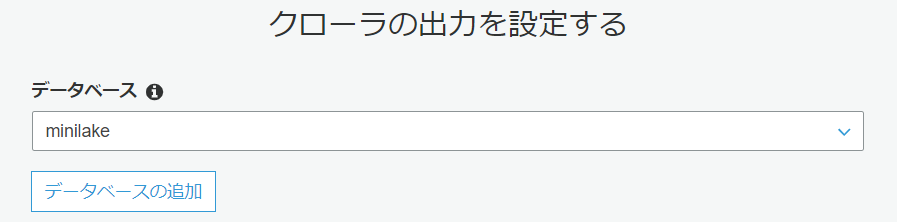 クローラの出力を設定する
データベース
minilake
データベースの追加